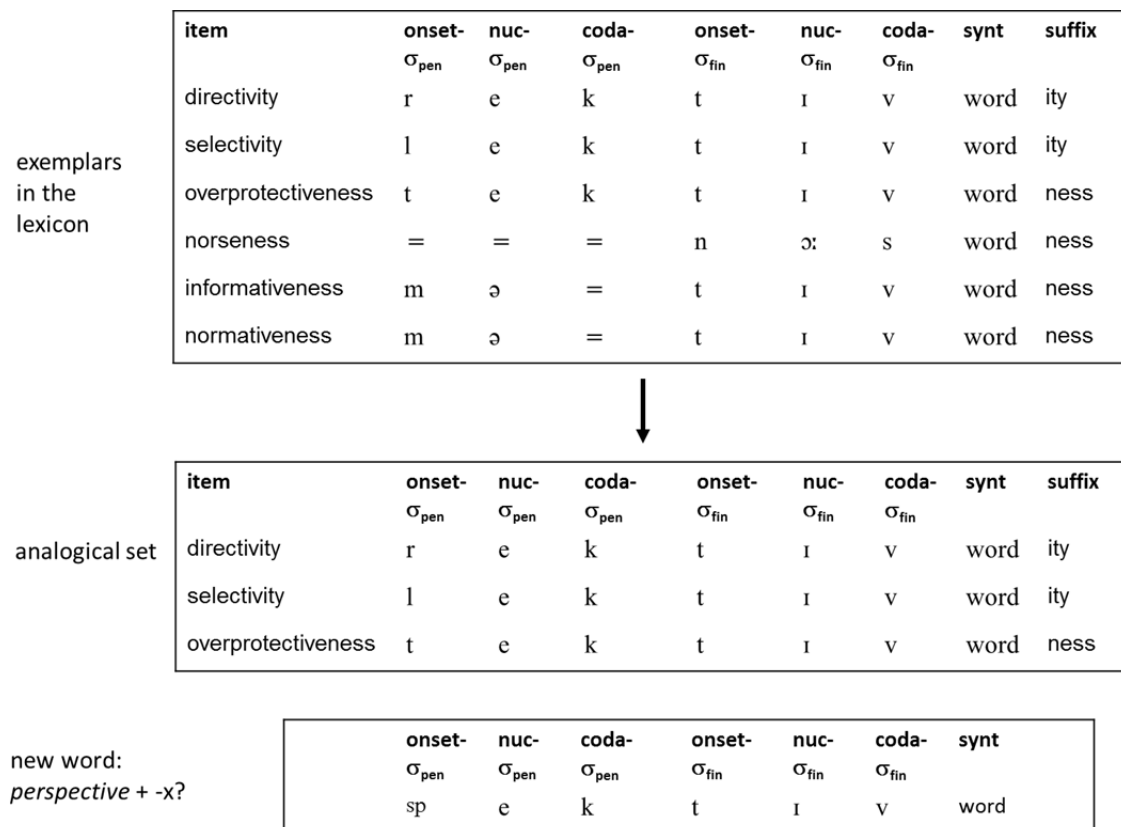 item onset- nuc- coda- onset- nuc- coda- synt suffix
σpen σpen σpen σfin σfin σfin
directivity r e k t ɪ v word ity
exemplars
in the
lexicon
selectivity l e k t ɪ v word ity
overprotectiveness t e k t ɪ v word ness
norseness = = = n ɔː s word ness
informativeness m ə = t ɪ v word ness
normativeness m ə = t ɪ v word ness
item onset- nuc- coda- onset- nuc- coda- synt suffix
σpen σpen σpen σfin σfin σfin
analogical set
directivity r e k t ɪ v word ity
selectivity l e k t ɪ v word ity
overprotectiveness t e k t ɪ v word ness
new word:
perspective + -x?
onset- nuc- coda- onset- nuc- coda- synt
σpen σpen σpen σfin σfin σfin
sp e k t ɪ v word